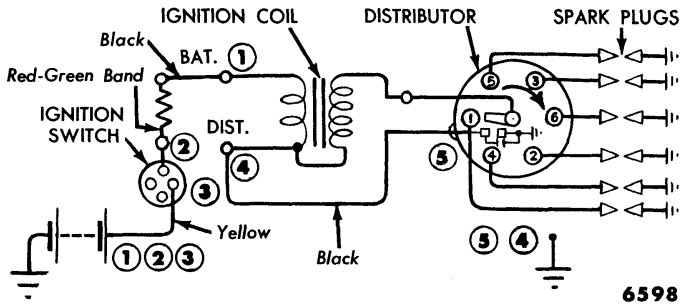 IGNITION COIL
DISTRIBUTOR
SPARK PLUGS
Black
BAT. 1
Red-Green Band
IGNITION
SWITCH
DIST.
2
4
3
5
5 3
1 6
4 2
Yellow
Black
1 2 3
5 4
6598